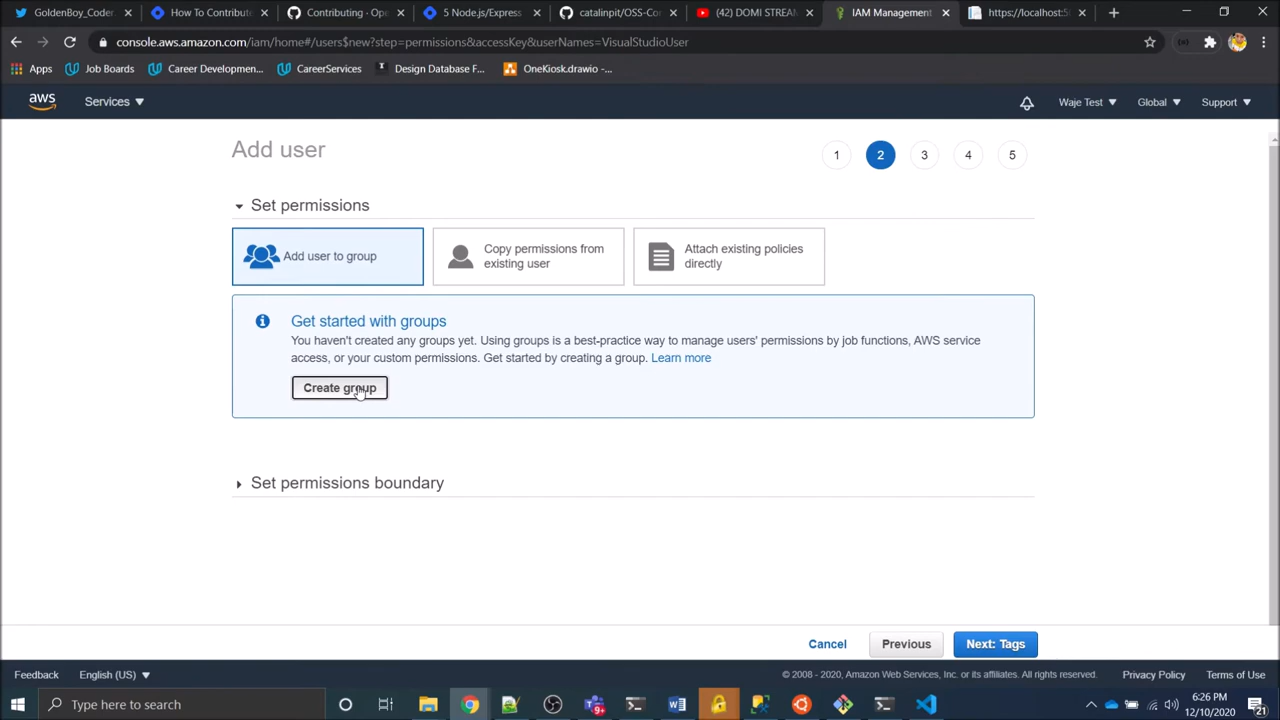 GoldenBoy_Coder.
How To Contribut
Contributing - Op
5 Node.js/Expres
catalinpit/OSS-Co
(42) DOMI STREAM
IAM Management
https://localhost:5
console.aws.amazon.com/iam/home#/users$new?step=permissions&accessKey&userNames=VisualStudioUser
Apps
Job Boards
Career Developmen...
CareerServices
Design Database F...
OneKiosk.drawio -...
aws
Services
Waje Test
Global
Support
Add user
1
2
3
4
5
Set permissions
Add user to group
Copy permissions from
existing user
Attach existing policies
directly
Get started with groups
You haven't created any groups yet. Using groups is a best-practice way to manage users' permissions by job functions, AWS service
access, or your custom permissions. Get started by creating a group. Learn more
Create group
Set permissions boundary
Cancel
Previous
Next: Tags
Feedback
English (US)
© 2008 - 2020, Amazon Web Services, Inc. or its affiliates. All rights reserved.
Privacy Policy
Terms of Use
Type here to search
6:26 PM
12/10/2020
21